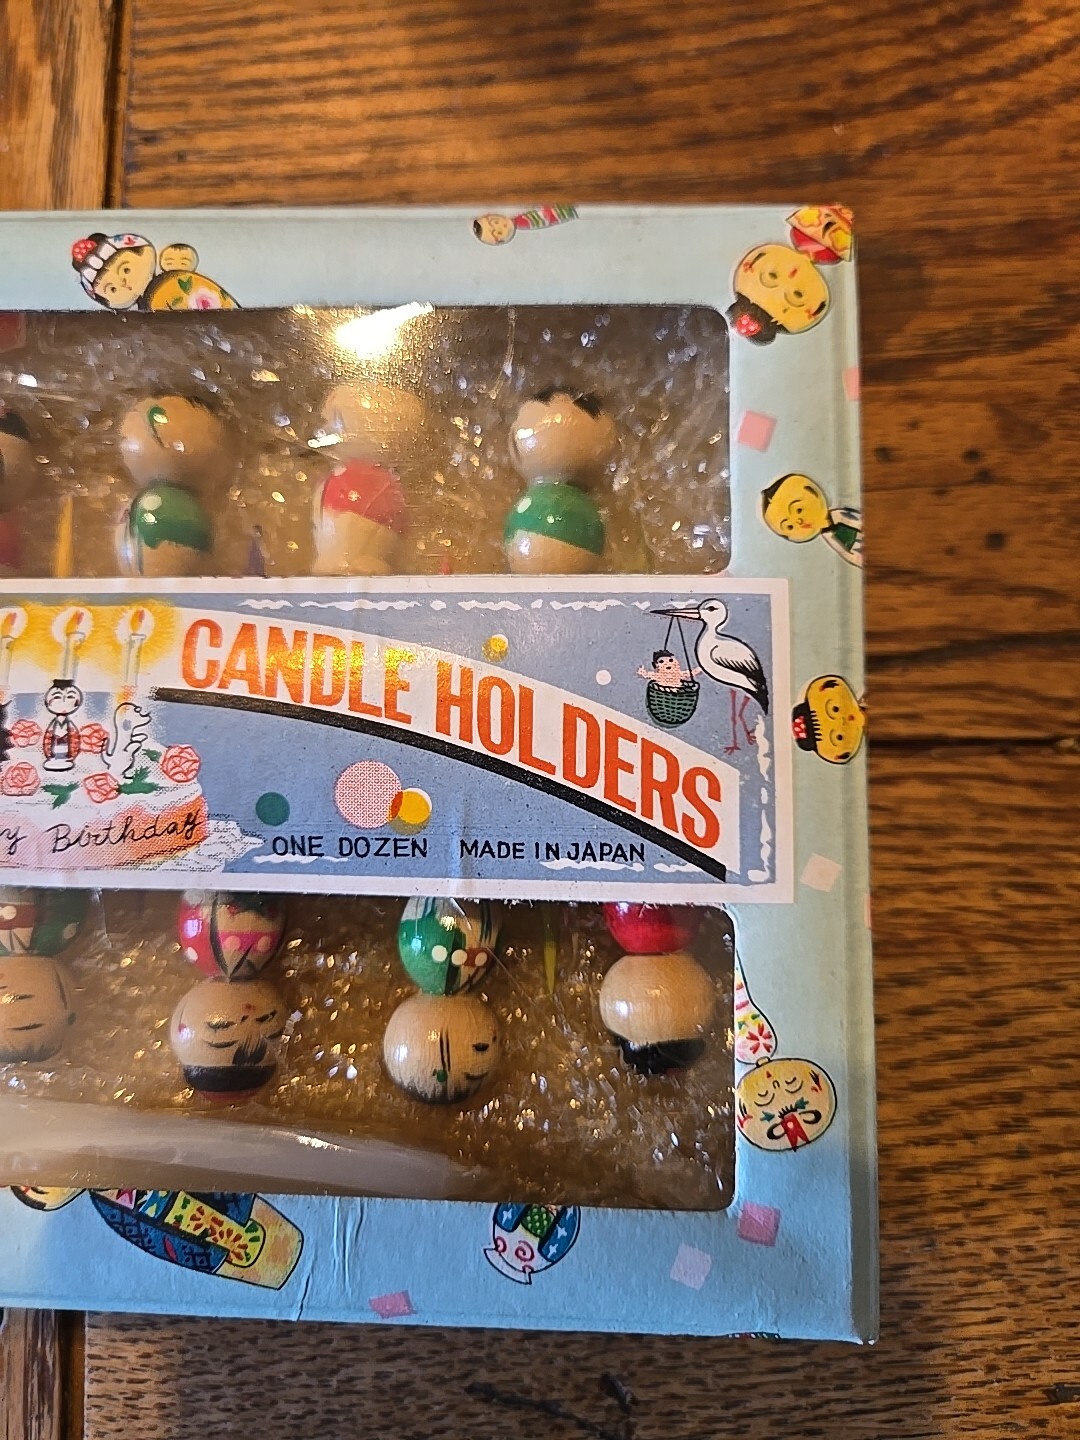 CANDLE HOLDERS
Birthday
ONE DOZEN MADE IN JAPAN